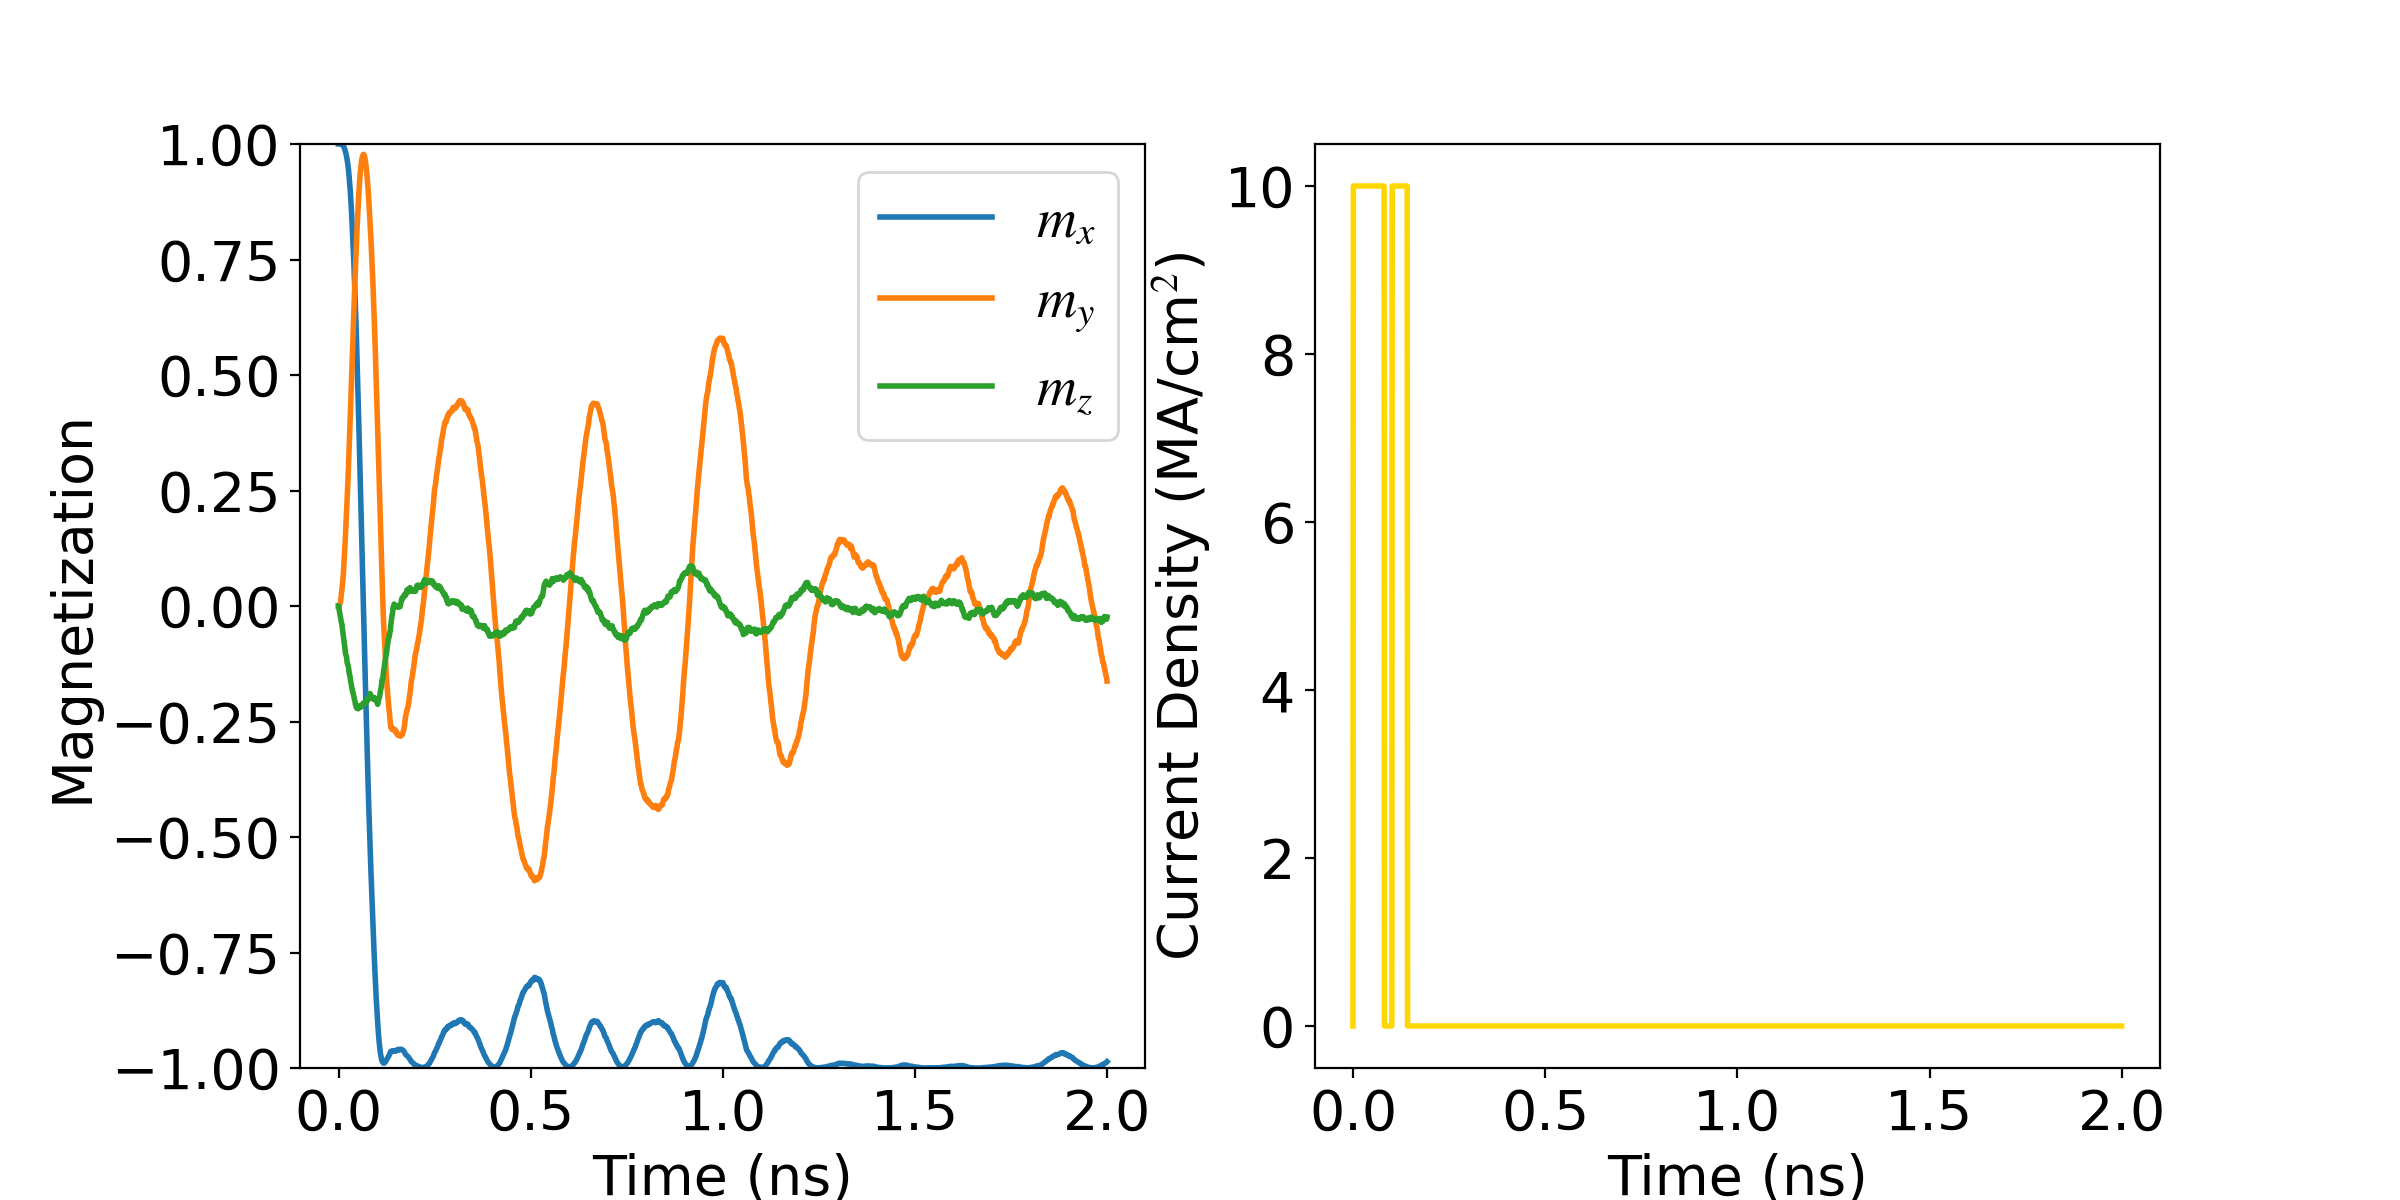 Magnetization
1.00
0.75
0.50
0.25
0.00
−0.25
−0.50
−0.75
−1.00
0.0 0.5 1.0 1.5 2.0
Time (ns)
m_x
m_y
m_z
Current Density (MA/cm²)
10
8
6
4
2
0
0.0 0.5 1.0 1.5 2.0
Time (ns)